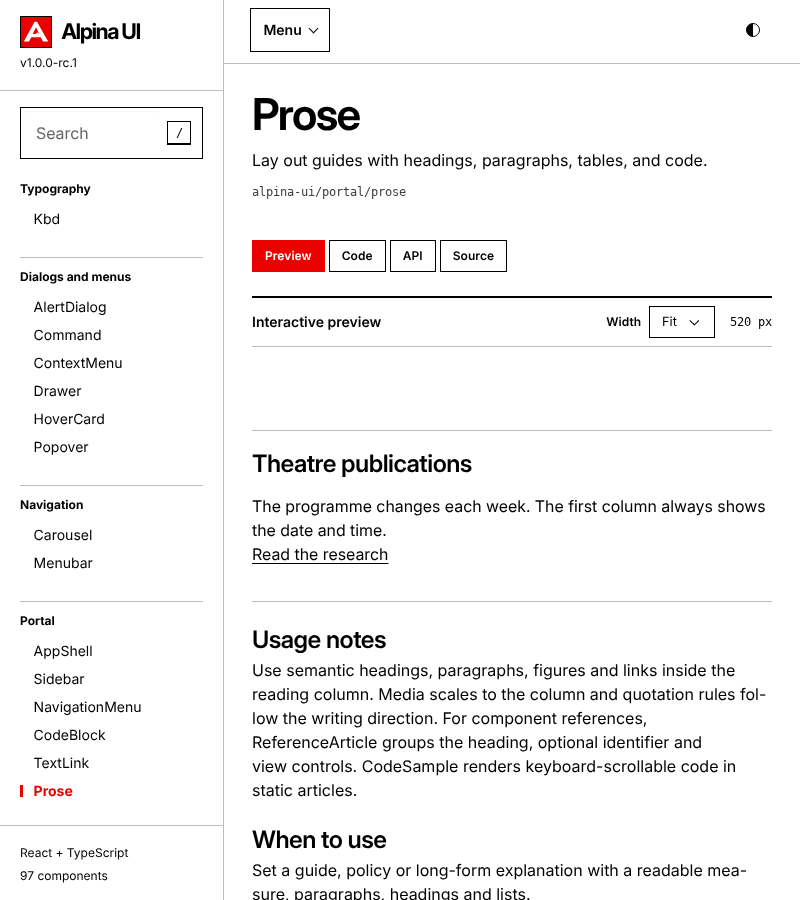 Alpina UI
v1.0.0-rc.1
Search /
Typography
Kbd
Dialogs and menus
AlertDialog
Command
ContextMenu
Drawer
HoverCard
Popover
Navigation
Carousel
Menubar
Portal
AppShell
Sidebar
NavigationMenu
CodeBlock
TextLink
Prose
React + TypeScript
97 components
Menu
Prose
Lay out guides with headings, paragraphs, tables, and code.
alpina-ui/portal/prose
Preview Code API Source
Interactive preview Width Fit 520 px
Theatre publications
The programme changes each week. The first column always shows
the date and time.
Read the research
Usage notes
Use semantic headings, paragraphs, figures and links inside the
reading column. Media scales to the column and quotation rules fol-
low the writing direction. For component references,
ReferenceArticle groups the heading, optional identifier and
view controls. CodeSample renders keyboard-scrollable code in
static articles.
When to use
Set a guide, policy or long-form explanation with a readable mea-
sure, paragraphs, headings and lists.